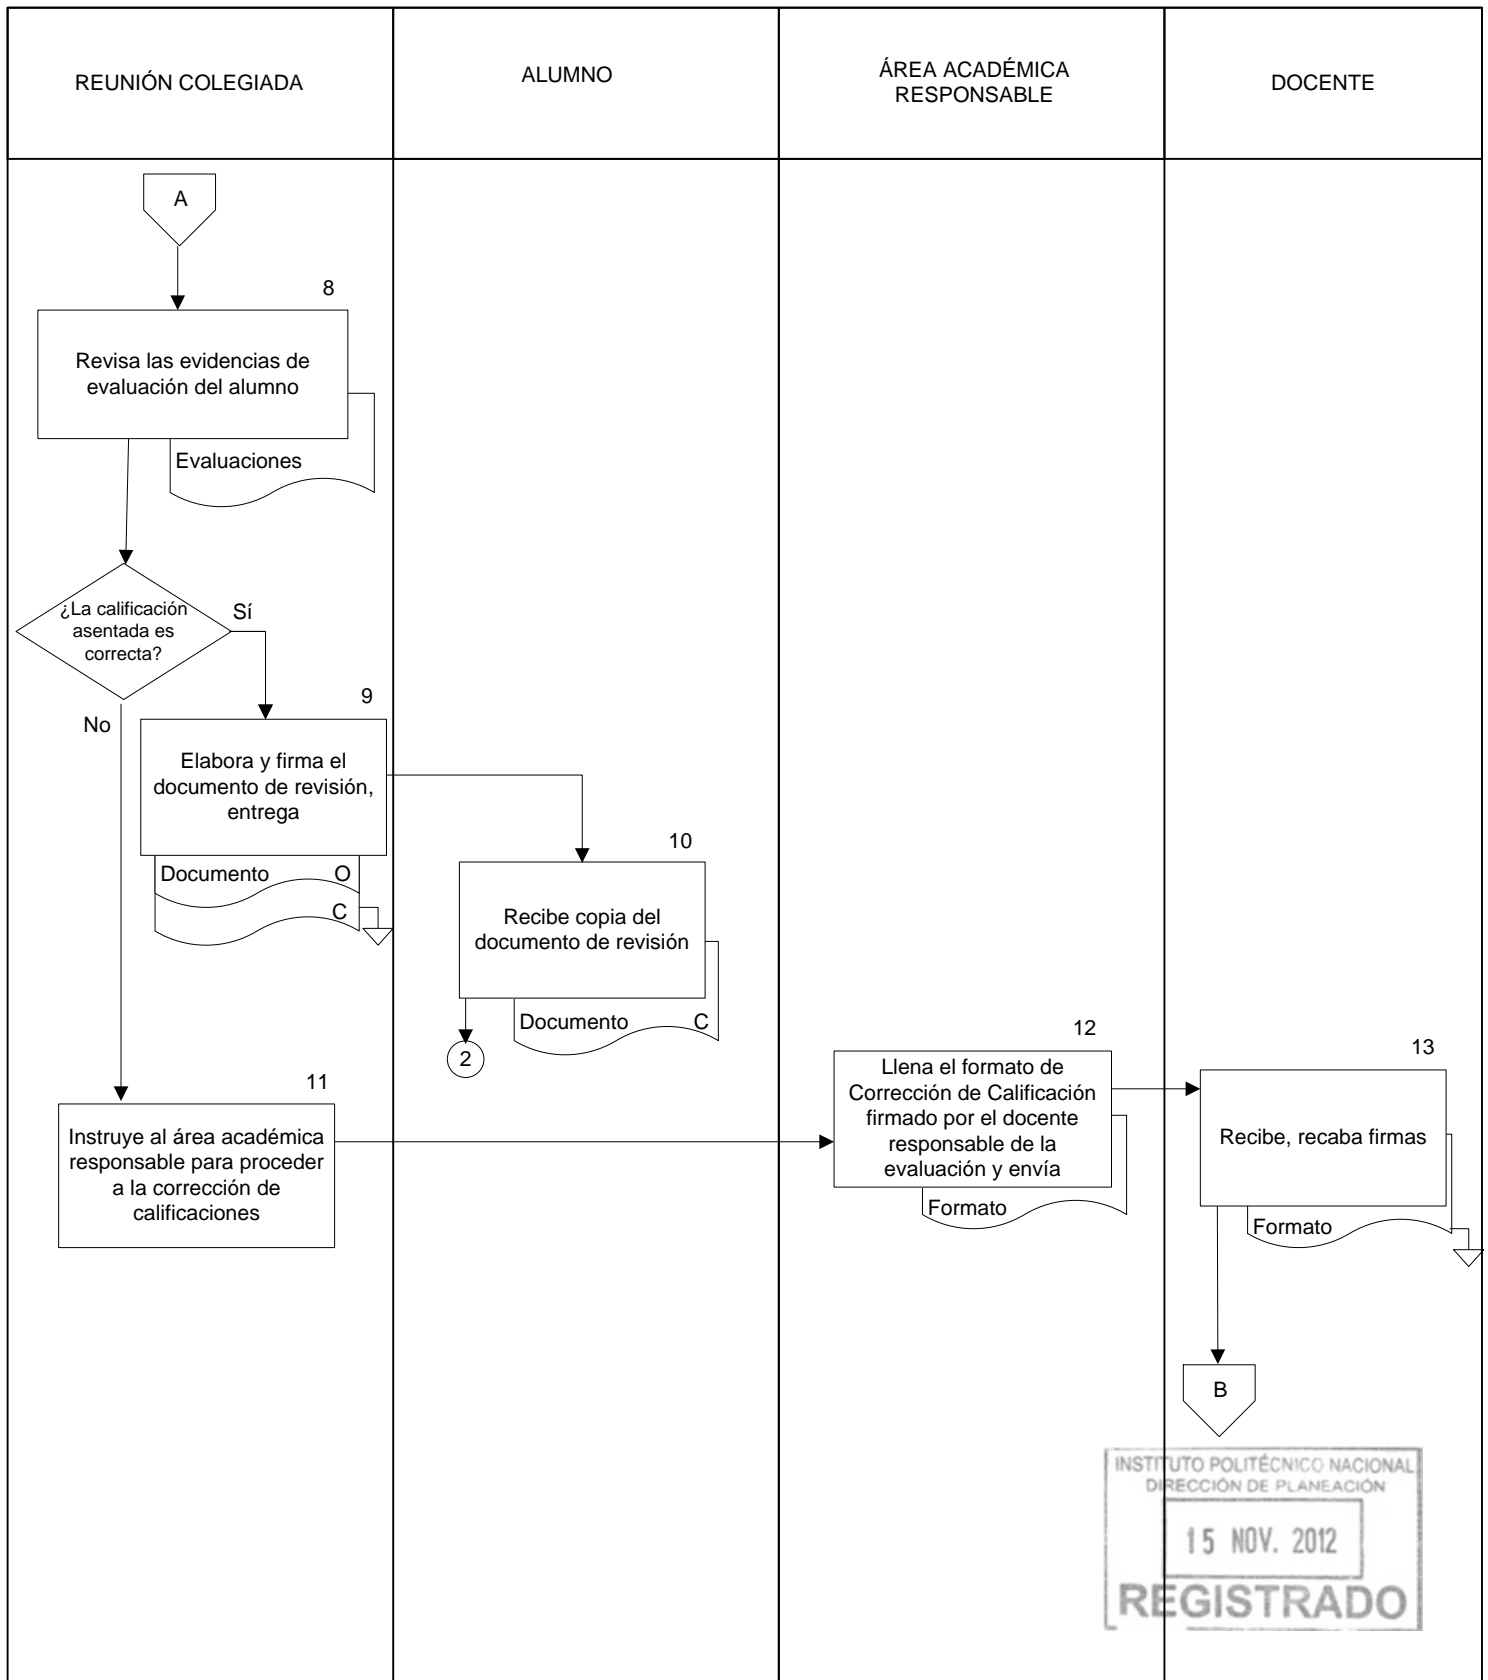 REUNIÓN COLEGIADA
ALUMNO
ÁREA ACADÉMICA
RESPONSABLE
DOCENTE
A
8
Revisa las evidencias de
evaluación del alumno
Evaluaciones
¿La calificación
asentada es
correcta?
Sí
No
9
Elabora y firma el
documento de revisión,
entrega
Documento O
C
10
Recibe copia del
documento de revisión
Documento C
2
11
Instruye al área académica
responsable para proceder
a la corrección de
calificaciones
12
Llena el formato de
Corrección de Calificación
firmado por el docente
responsable de la
evaluación y envía
Formato
13
Recibe, recaba firmas
Formato
B
INSTITUTO POLITÉCNICO NACIONAL
DIRECCIÓN DE PLANEACIÓN
15 NOV. 2012
REGISTRADO